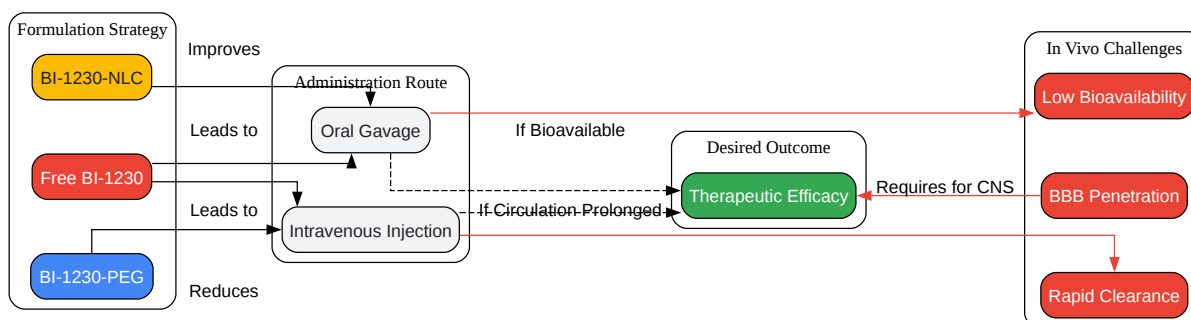 Formulation Strategy
BI-1230-NLC
Free BI-1230
BI-1230-PEG
Improves
Leads to
Leads to
Reduces
Administration Route
Oral Gavage
Intravenous Injection
If Bioavailable
If Circulation Prolonged
Desired Outcome
Therapeutic Efficacy
Requires for CNS
In Vivo Challenges
Low Bioavailability
BBB Penetration
Rapid Clearance